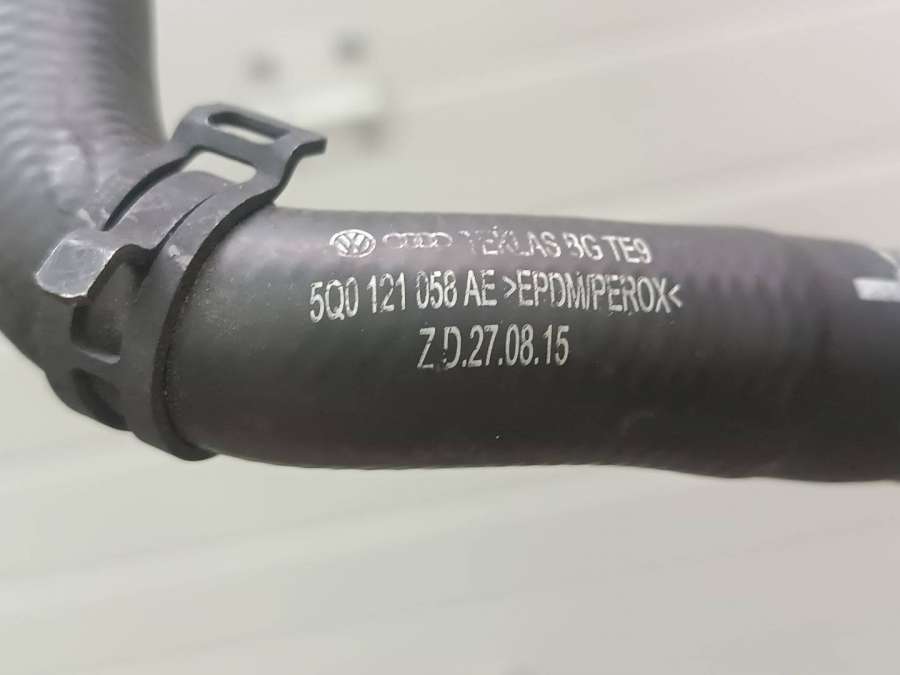 TEKLAS BG TE9
5Q0 121 058 AE >EPDM/PEROX<
Z.D.27.08.15